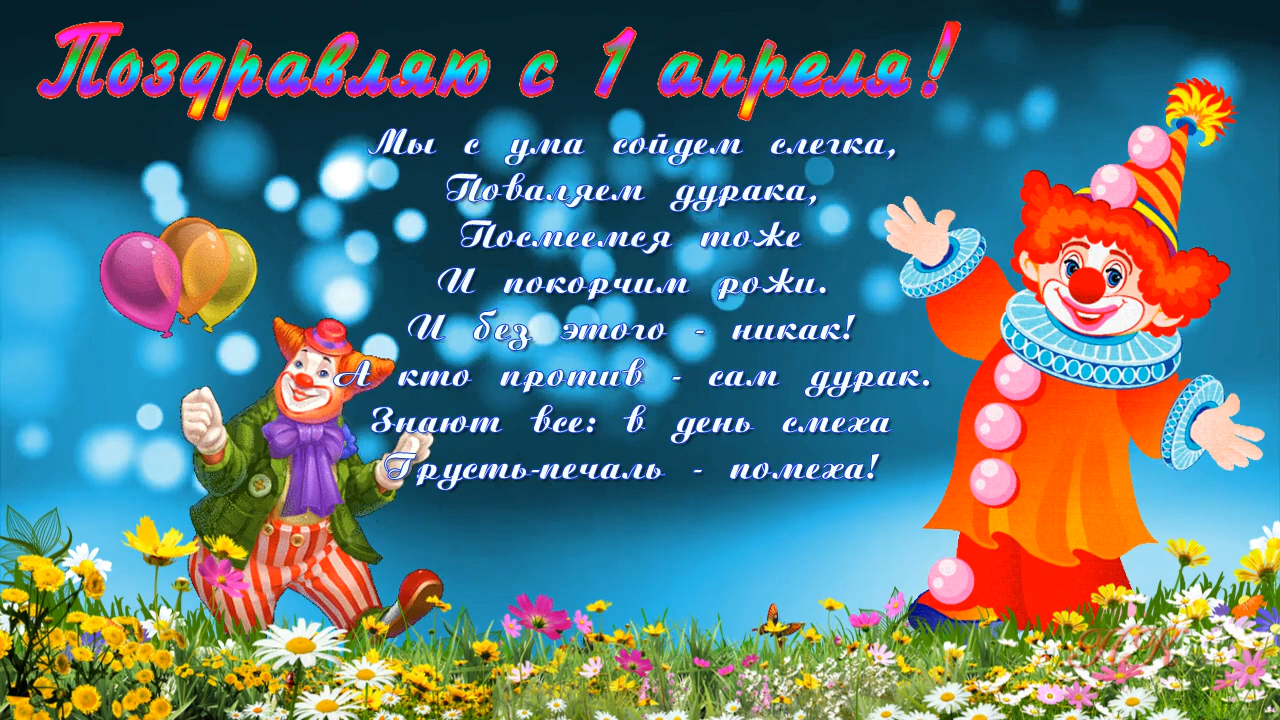 Поздравляю с 1 апреля!
Мы с ума сойдем слегка,
Поваляем дурака,
Посмеемся тоже
И покорчим рожи.
И без этого - никак!
А кто против - сам дурак.
Знают все: в день смеха
Грусть-печаль - помеха!